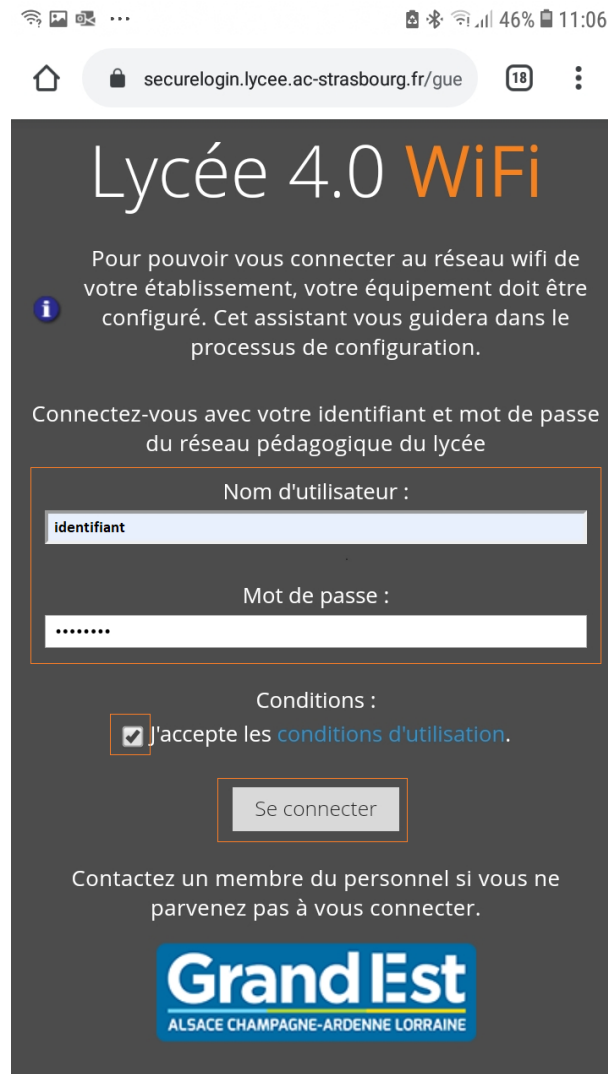 46% 11:06
securelogin.lycee.ac-strasbourg.fr/gue 18
Lycée 4.0 WiFi
Pour pouvoir vous connecter au réseau wifi de
votre établissement, votre équipement doit être
configuré. Cet assistant vous guidera dans le
processus de configuration.
Connectez-vous avec votre identifiant et mot de passe
du réseau pédagogique du lycée
Nom d'utilisateur :
identifiant
Mot de passe :
••••••••
Conditions :
J'accepte les conditions d'utilisation.
Se connecter
Contactez un membre du personnel si vous ne
parvenez pas à vous connecter.
Grand Est
ALSACE CHAMPAGNE-ARDENNE LORRAINE